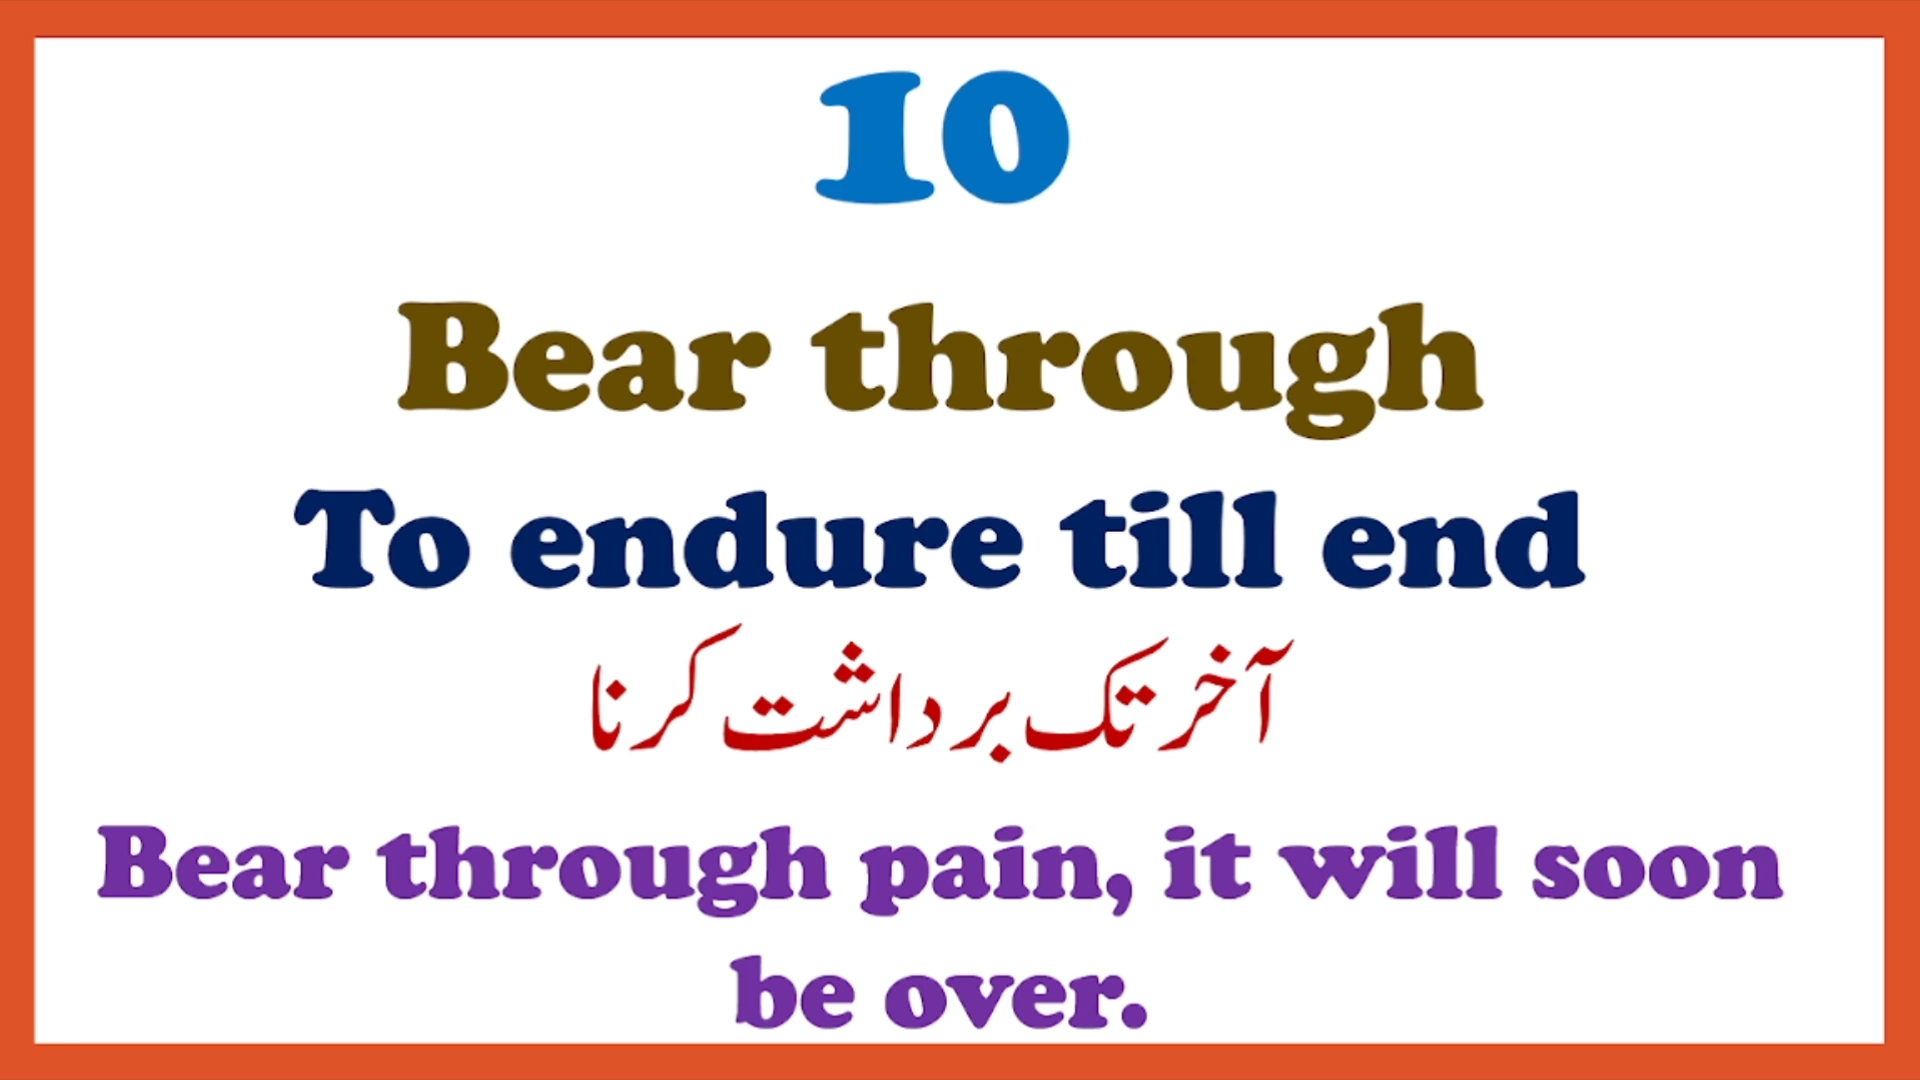 10
Bear through
To endure till end
آخر تک برداشت کرنا
Bear through pain, it will soon
be over.